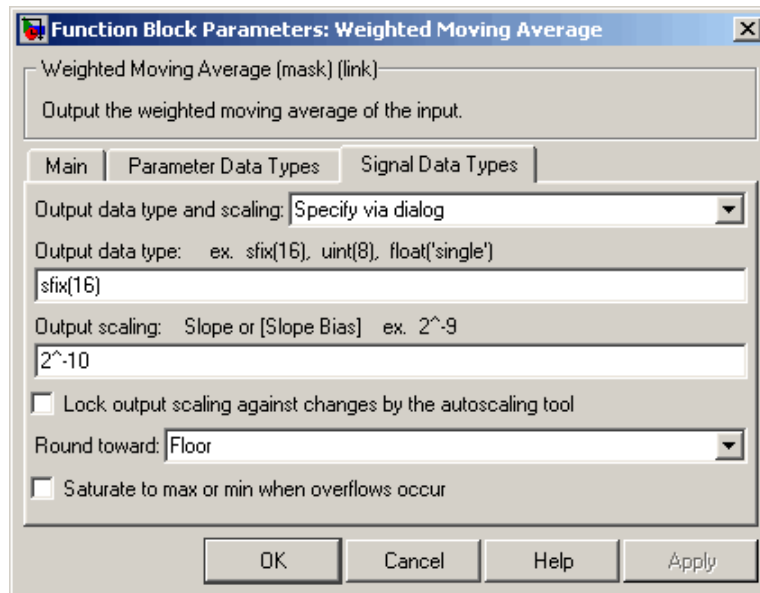 Function Block Parameters: Weighted Moving Average
Weighted Moving Average (mask) (link)
Output the weighted moving average of the input.
Main Parameter Data Types Signal Data Types
Output data type and scaling: Specify via dialog
Output data type: ex. sfix(16), uint(8), float('single')
sfix(16)
Output scaling: Slope or [Slope Bias] ex. 2^-9
2^-10
Lock output scaling against changes by the autoscaling tool
Round toward: Floor
Saturate to max or min when overflows occur
OK Cancel Help Apply